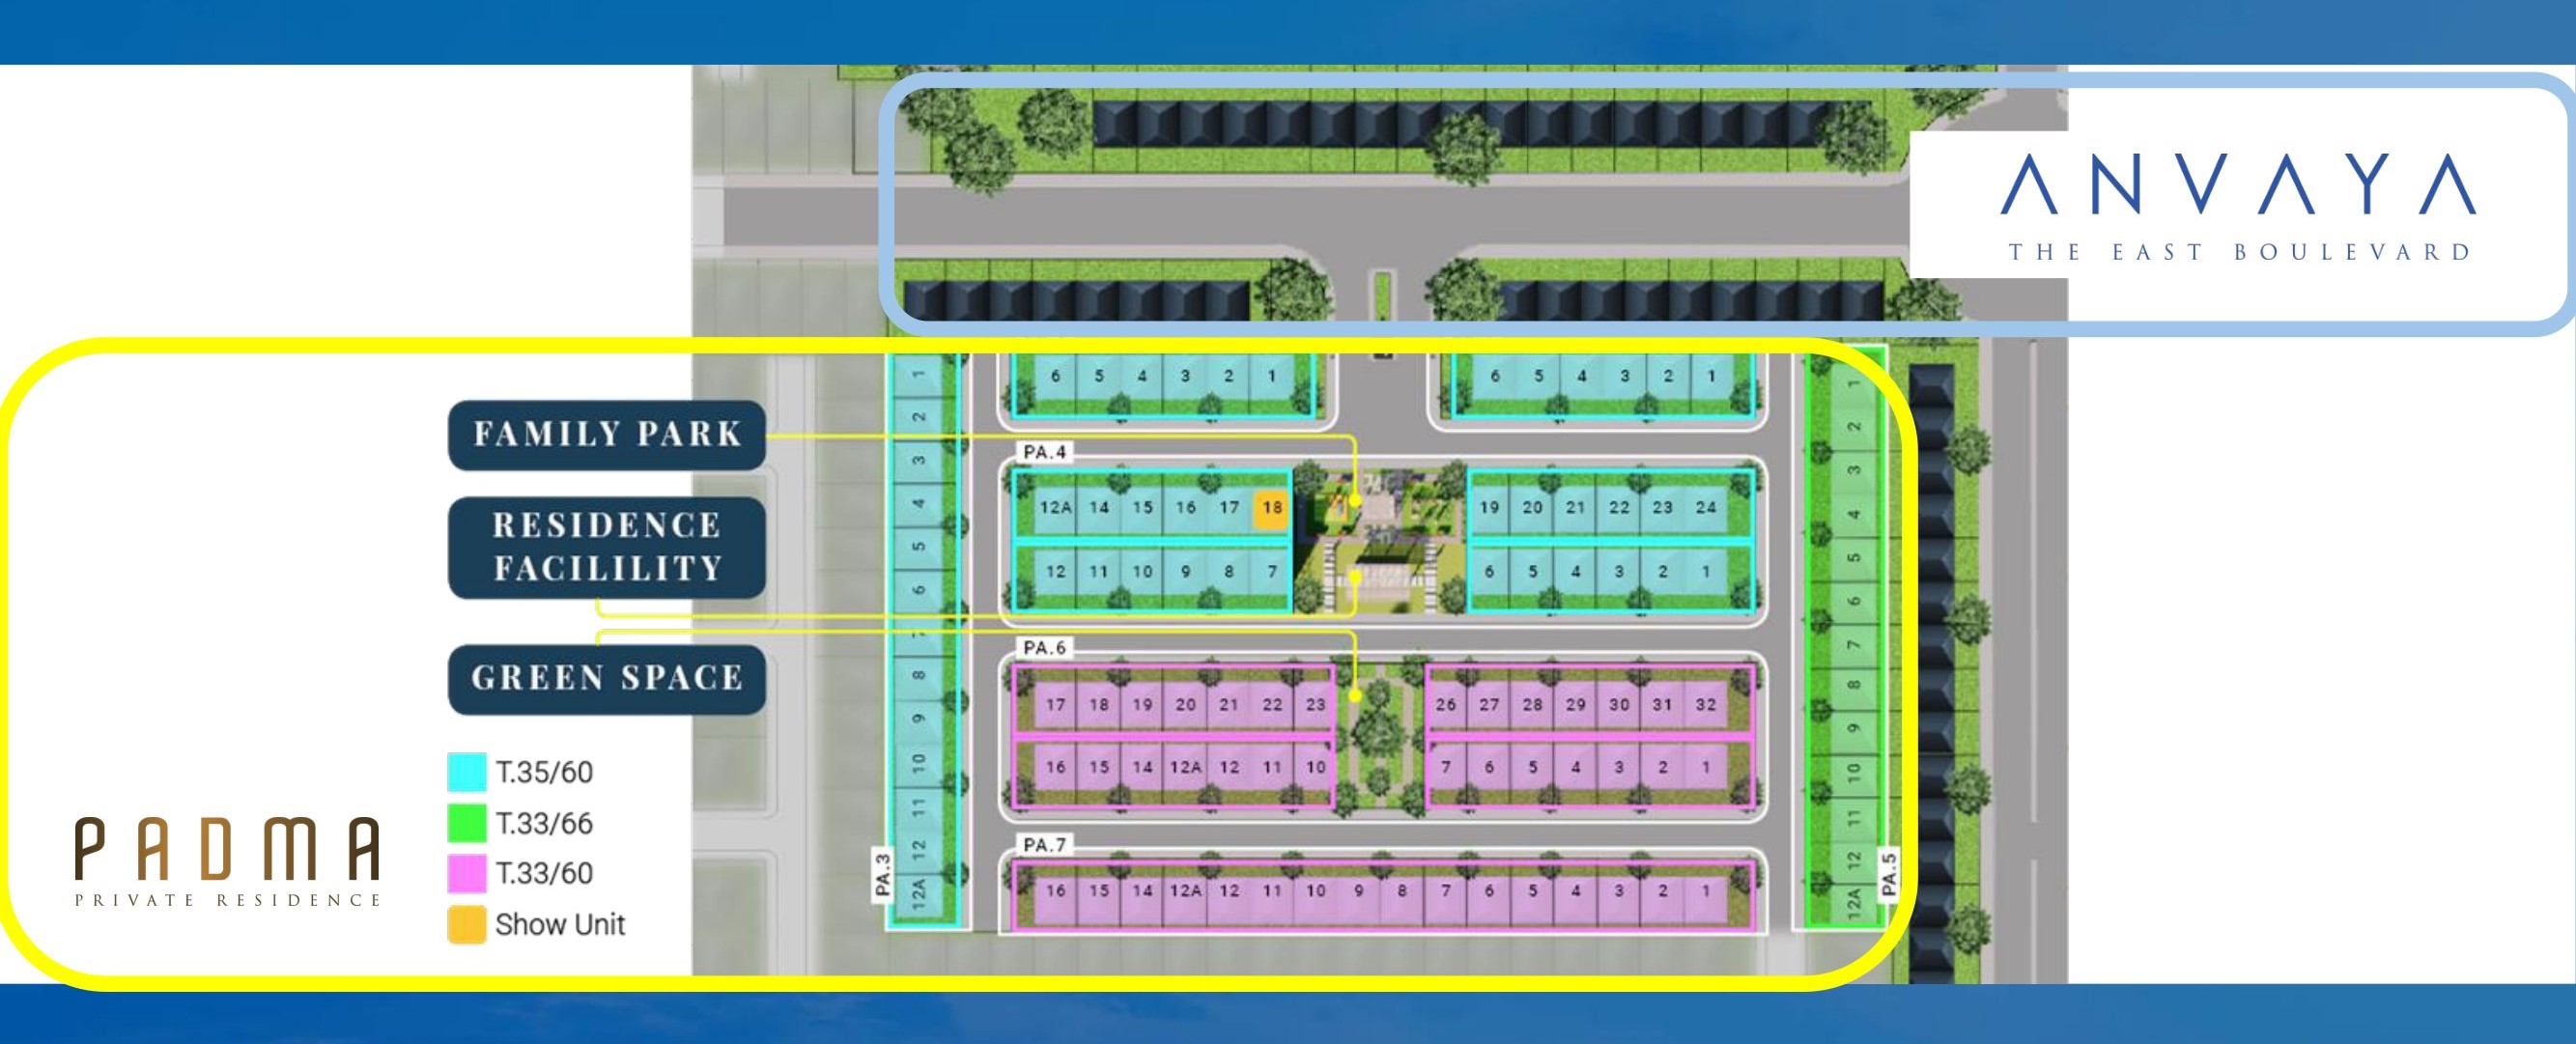 ANVAYA
THE EAST BOULEVARD
1
2
3
4
5
6
7
8
9
10
11
12
12A
PA.3
6 5 4 3 2 1
6 5 4 3 2 1
FAMILY PARK
PA.4
12A 14 15 16 17 18
19 20 21 22 23 24
12 11 10 9 8 7
6 5 4 3 2 1
RESIDENCE
FACILILITY
PA.6
GREEN SPACE
17 18 19 20 21 22 23
26 27 28 29 30 31 32
16 15 14 12A 12 11 10
7 6 5 4 3 2 1
PA.7
16 15 14 12A 12 11 10 9 8 7 6 5 4 3 2 1
1
2
3
4
5
6
7
8
9
10
11
12
12A
PA.5
T.35/60
T.33/66
T.33/60
Show Unit
PADMA
PRIVATE RESIDENCE